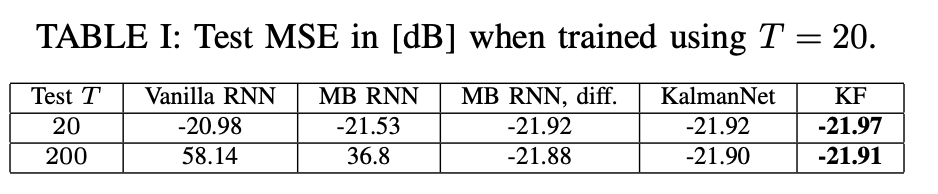 TABLE I: Test MSE in [dB] when trained using T = 20.
Test T Vanilla RNN MB RNN MB RNN, diff. KalmanNet KF
20 -20.98 -21.53 -21.92 -21.92 -21.97
200 58.14 36.8 -21.88 -21.90 -21.91